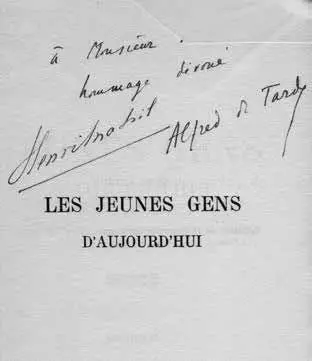 à Monsieur
hommage dévoué
Henri Massis
Alfred de Tarde
LES JEUNES GENS
D'AUJOURD'HUI